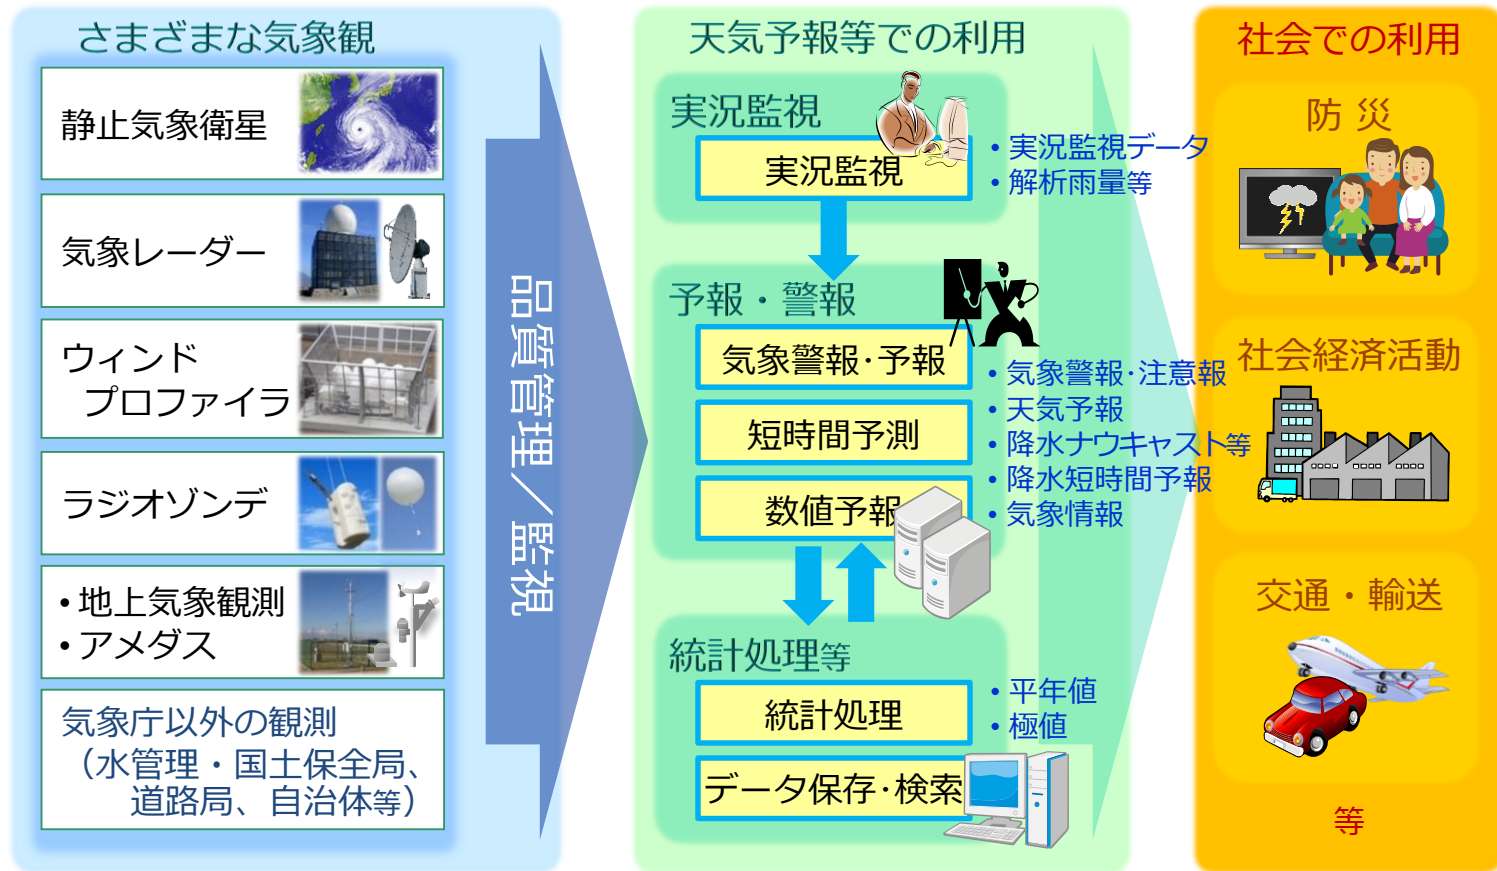 さまざまな気象観
静止気象衛星
気象レーダー
ウィンド
プロファイラ
ラジオゾンデ
・地上気象観測
・アメダス
気象庁以外の観測
（水管理・国土保全局、
道路局、自治体等）
品質管理／監視
天気予報等での利用
実況監視
実況監視
・実況監視データ
・解析雨量等
予報・警報
気象警報・予報
短時間予測
数値予報
・気象警報・注意報
・天気予報
・降水ナウキャスト等
・降水短時間予報
・気象情報
統計処理等
統計処理
データ保存・検索
・平年値
・極値
社会での利用
防 災
社会経済活動
交通・輸送
等